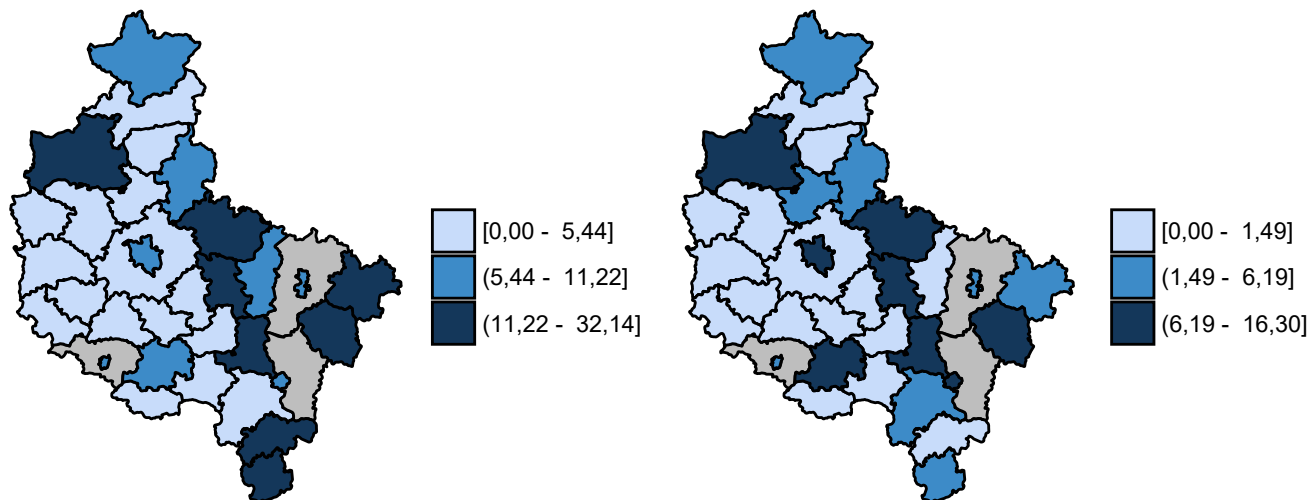 [0,00 - 5,44]
(5,44 - 11,22]
(11,22 - 32,14]
[0,00 - 1,49]
(1,49 - 6,19]
(6,19 - 16,30]